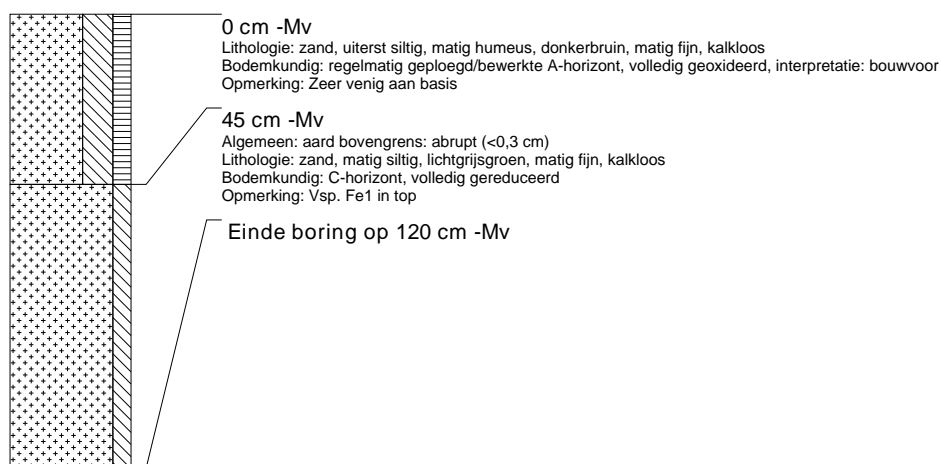 0 cm -Mv
Lithologie: zand, uiterst siltig, matig humeus, donkerbruin, matig fijn, kalkloos
Bodemkundig: regelmatig geploegd/bewerkte A-horizont, volledig geoxideerd, interpretatie: bouwvoor
Opmerking: Zeer venig aan basis
45 cm -Mv
Algemeen: aard bovengrens: abrupt (<0,3 cm)
Lithologie: zand, matig siltig, lichtgrijsgroen, matig fijn, kalkloos
Bodemkundig: C-horizont, volledig gereduceerd
Opmerking: Vsp. Fe1 in top
Einde boring op 120 cm -Mv